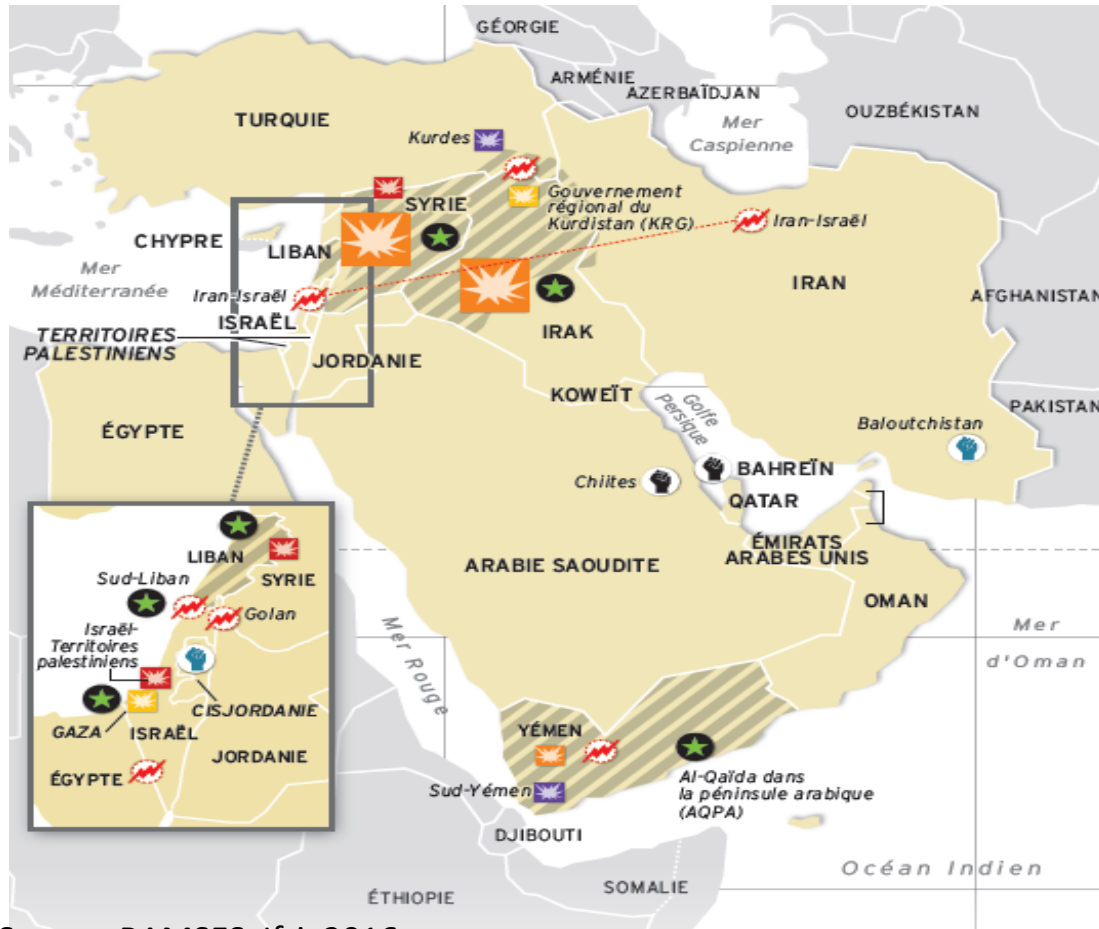 GÉORGIE
ARMÉNIE
AZERBAÏDJAN
OUZBÉKISTAN
Mer
Caspienne
TURQUIE
Kurdes
SYRIE
Gouvernement
régional du
Kurdistan (KRG)
Iran-Israël
CHYPRE
LIBAN
Mer
Méditerranée
Iran-Israël
ISRAËL
IRAN
AFGHANISTAN
TERRITOIRES
PALESTINIENS
IRAK
JORDANIE
KOWEÏT
Golfe
Persique
PAKISTAN
ÉGYPTE
Baloutchistan
Chiites
BAHREÏN
QATAR
ÉMIRATS
ARABES UNIS
ARABIE SAOUDITE
OMAN
Mer
d'Oman
Mer Rouge
LIBAN
SYRIE
Sud-Liban
Golan
Israël-
Territoires
palestiniens
CISJORDANIE
GAZA
ISRAËL
JORDANIE
ÉGYPTE
YÉMEN
Sud-Yémen
Al-Qaïda dans
la péninsule arabique
(AQPA)
DJIBOUTI
ÉTHIOPIE
SOMALIE
Océan Indien